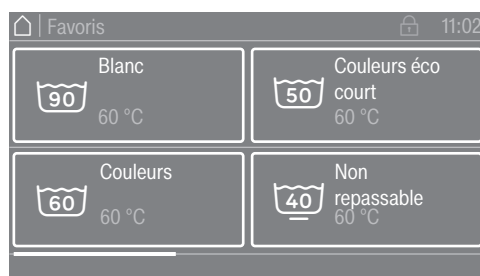 Favoris
11:02
Blanc
90
60 °C
Couleurs éco
court
50
60 °C
Couleurs
60
60 °C
Non
repassable
40
60 °C